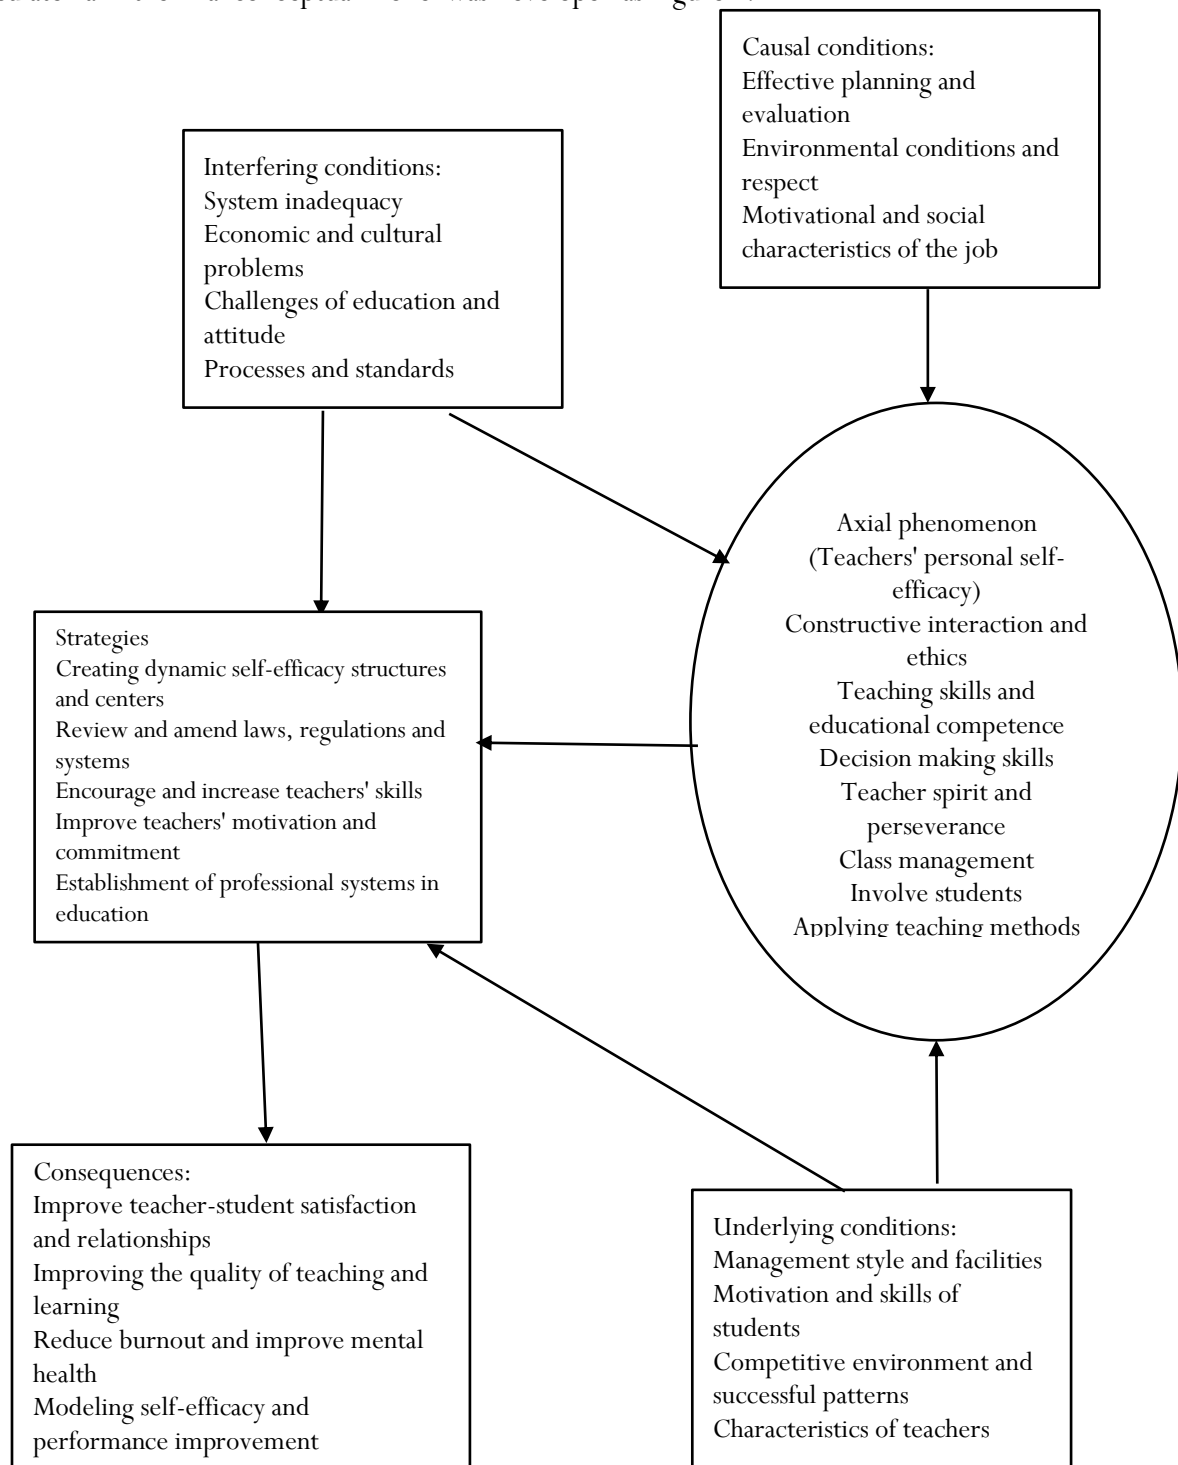 Causal conditions:
Effective planning and
evaluation
Environmental conditions and
respect
Motivational and social
characteristics of the job
Interfering conditions:
System inadequacy
Economic and cultural
problems
Challenges of education and
attitude
Processes and standards
Axial phenomenon
(Teachers' personal self-
efficacy)
Constructive interaction and
ethics
Teaching skills and
educational competence
Decision making skills
Teacher spirit and
perseverance
Class management
Involve students
Applying teaching methods
Strategies
Creating dynamic self-efficacy structures
and centers
Review and amend laws, regulations and
systems
Encourage and increase teachers' skills
Improve teachers' motivation and
commitment
Establishment of professional systems in
education
Consequences:
Improve teacher-student satisfaction
and relationships
Improving the quality of teaching and
learning
Reduce burnout and improve mental
health
Modeling self-efficacy and
performance improvement
Underlying conditions:
Management style and facilities
Motivation and skills of
students
Competitive environment and
successful patterns
Characteristics of teachers